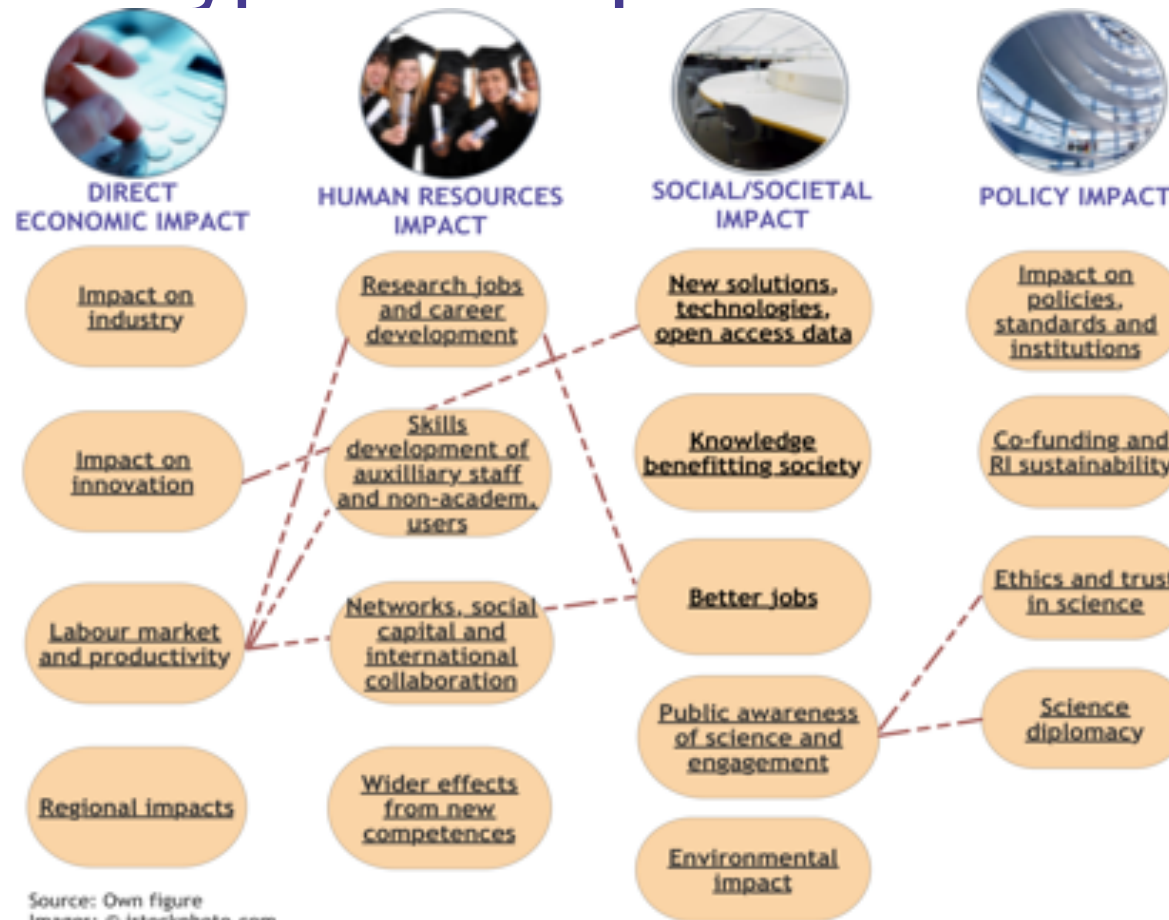 DIRECT
ECONOMIC IMPACT
Impact on
industry
Impact on
innovation
Labour market
and productivity
Regional impacts
HUMAN RESOURCES
IMPACT
Research jobs
and career
development
Skills
development of
auxilliary staff
and non-academ.
users
Networks, social
capital and
international
collaboration
Wider effects
from new
competences
SOCIAL/SOCIETAL
IMPACT
New solutions,
technologies,
open access data
Knowledge
benefitting society
Better jobs
Public awareness
of science and
engagement
Environmental
impact
POLICY IMPACT
Impact on
policies,
standards and
institutions
Co-funding and
RI sustainability
Ethics and trust
in science
Science
diplomacy
Source: Own figure
Images: © istockphoto.com